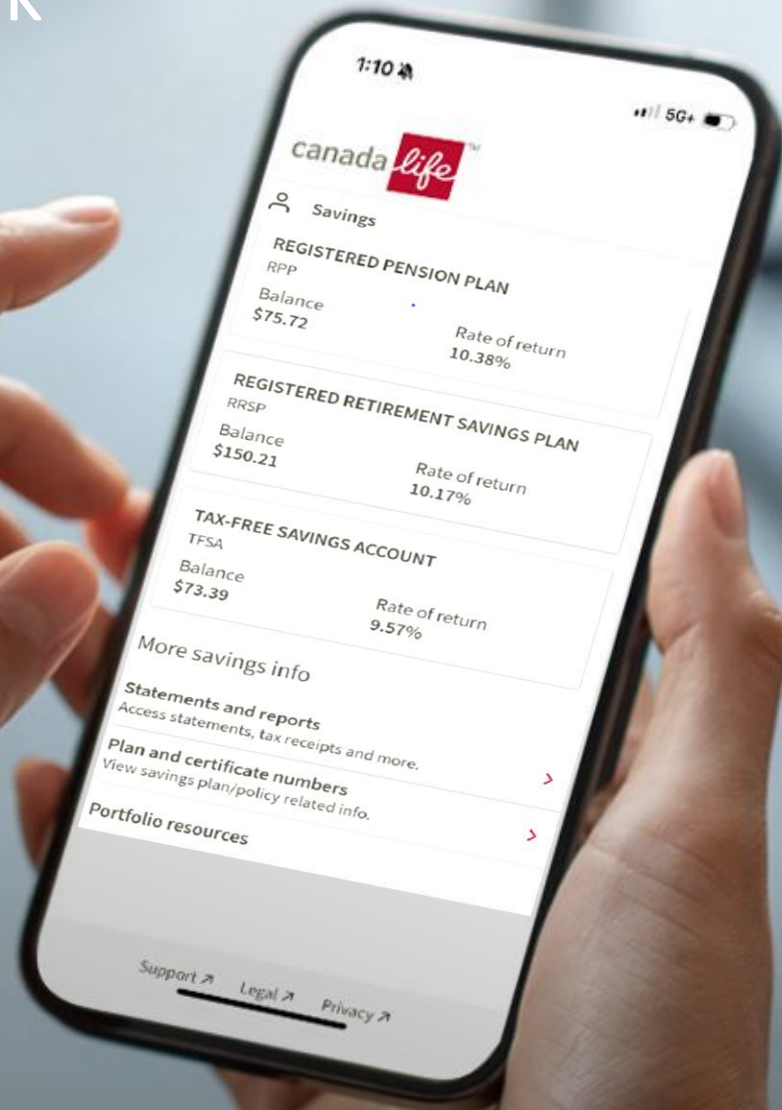 K
1:10
5G+
canada life™
Savings
REGISTERED PENSION PLAN
RPP
Balance
$75.72
Rate of return
10.38%
REGISTERED RETIREMENT SAVINGS PLAN
RRSP
Balance
$150.21
Rate of return
10.17%
TAX-FREE SAVINGS ACCOUNT
TFSA
Balance
$73.39
Rate of return
9.57%
More savings info
Statements and reports
Access statements, tax receipts and more.
Plan and certificate numbers
View savings plan/policy related info.
Portfolio resources
Support ↗ Legal ↗ Privacy ↗